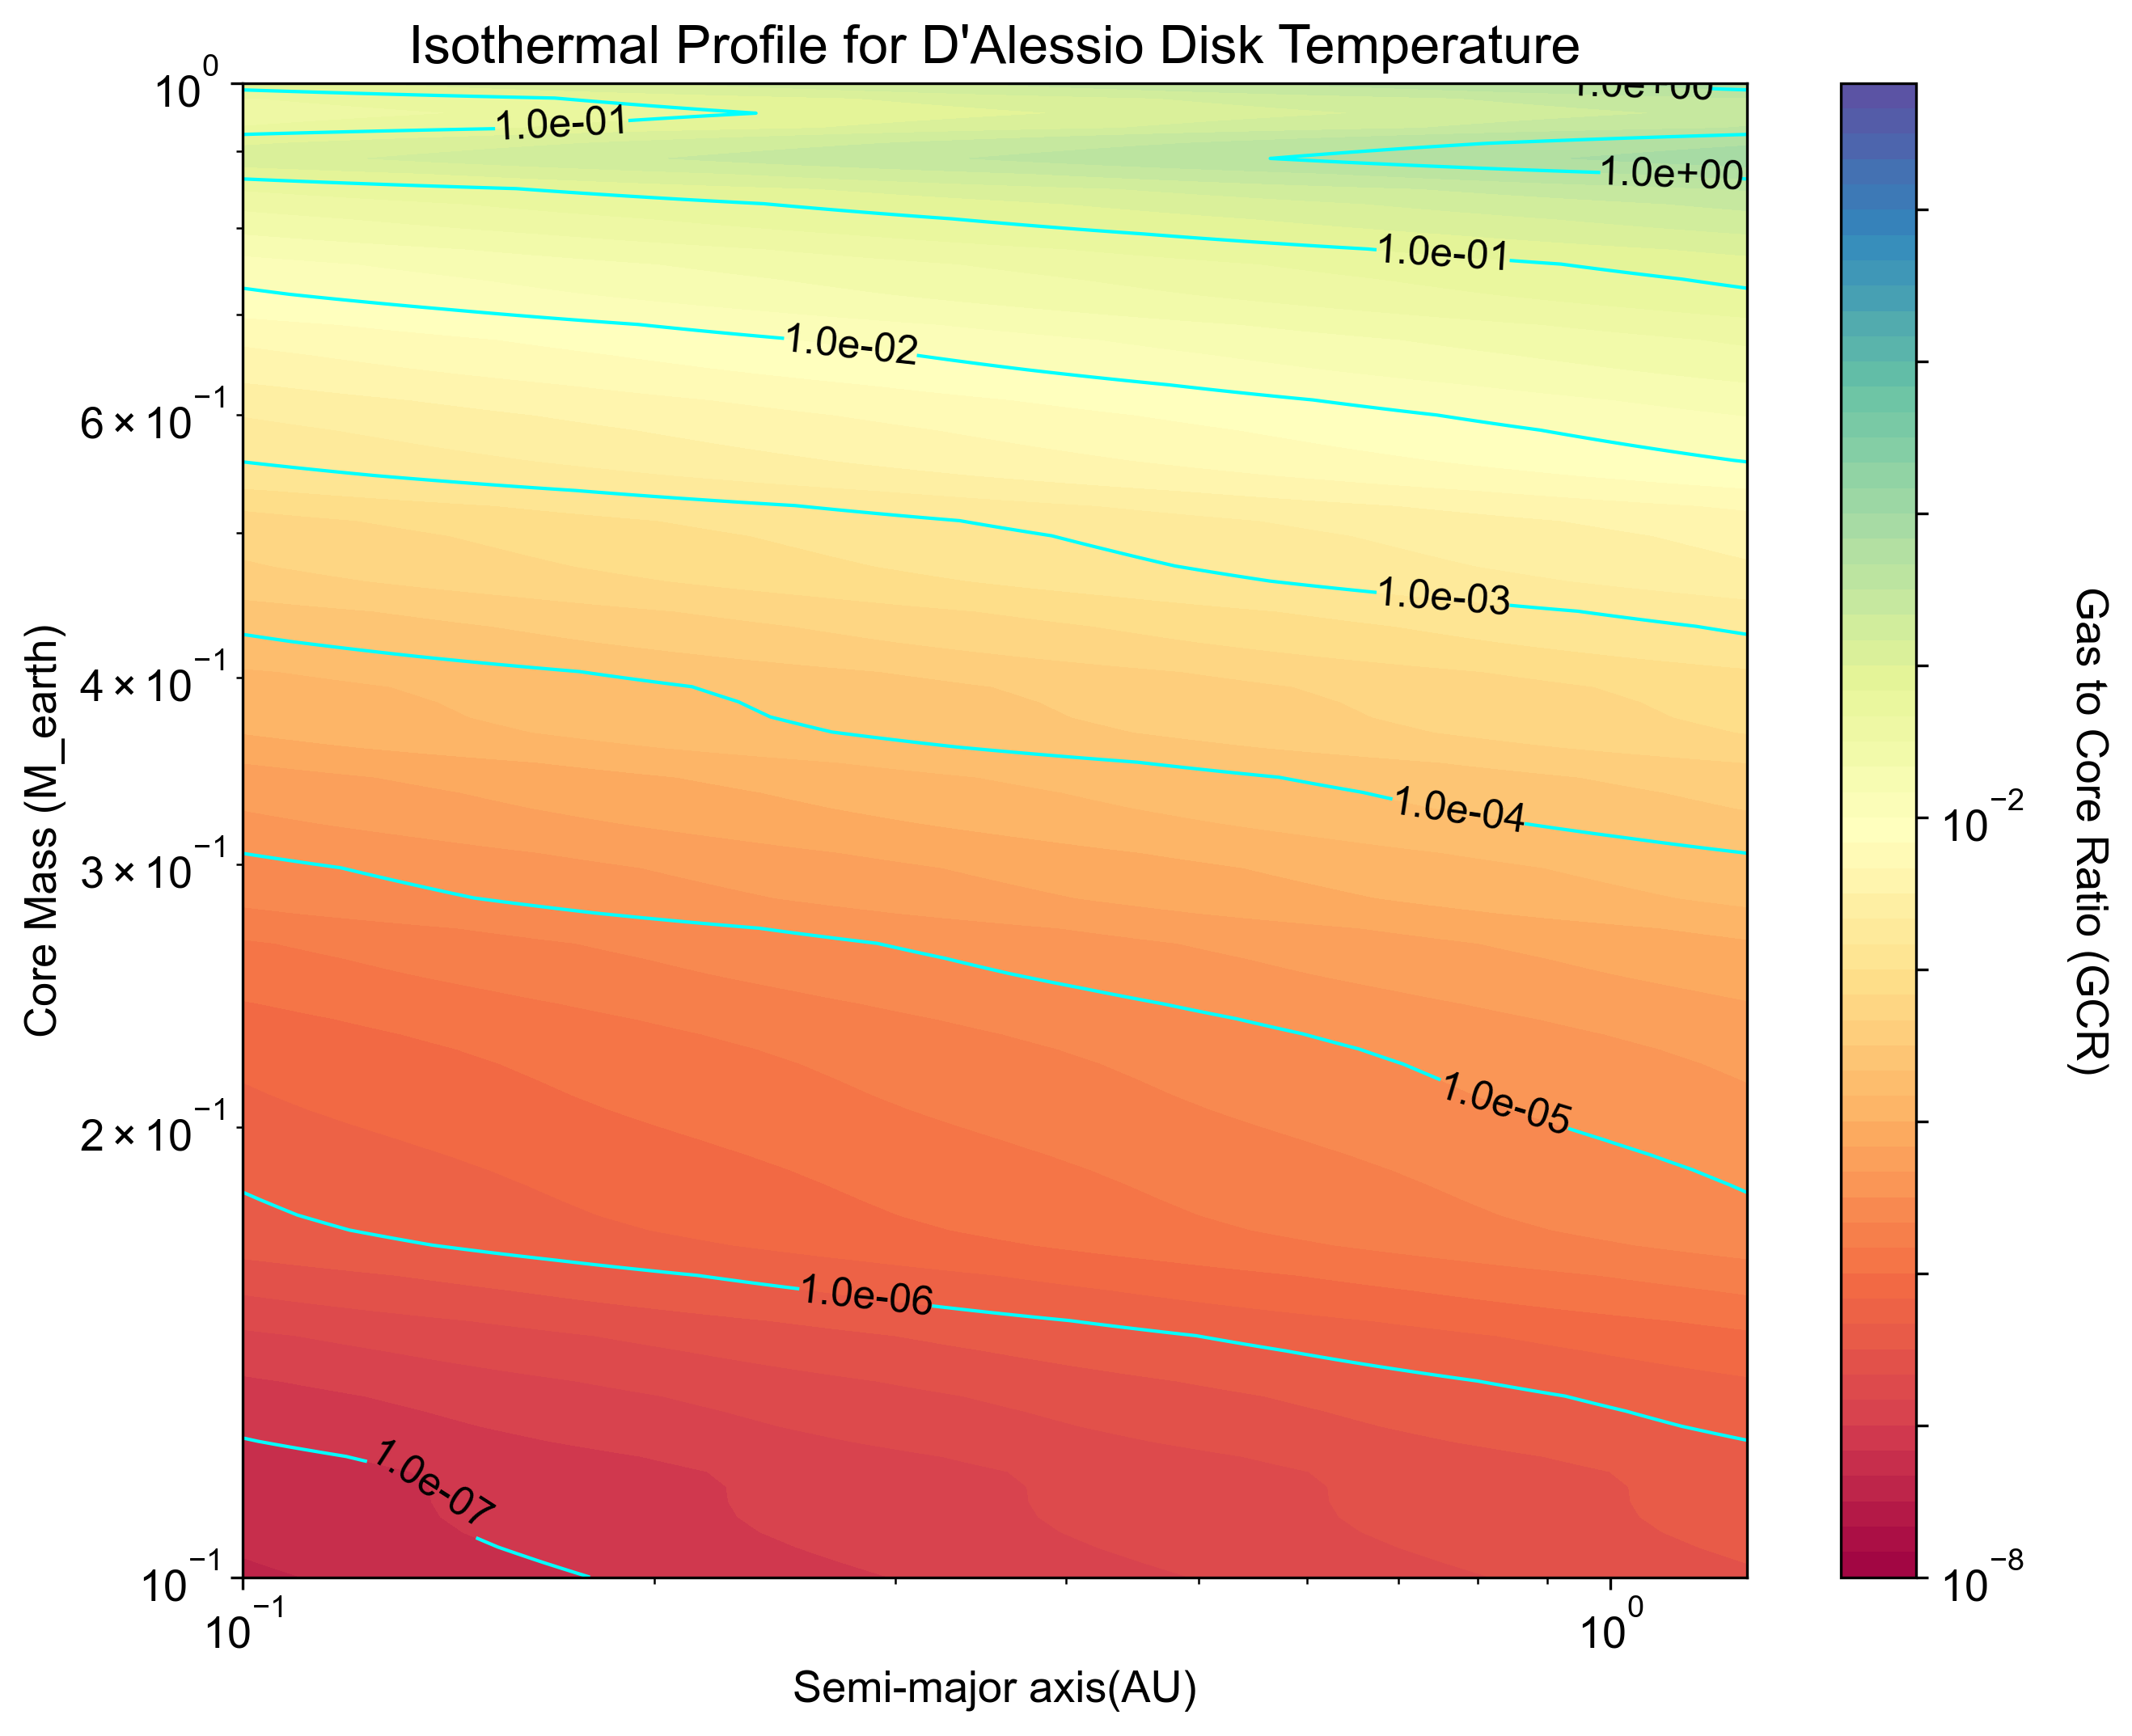 Isothermal Profile for D'Alessio Disk Temperature
10^0
6×10^−1
4×10^−1
3×10^−1
2×10^−1
10^−1
Core Mass (M_earth)
1.0e+00
1.0e-01
1.0e+00
1.0e-01
1.0e-02
1.0e-03
1.0e-04
1.0e-05
1.0e-06
1.0e-07
10^−1
10^0
Semi-major axis(AU)
10^−2
10^−8
Gas to Core Ratio (GCR)